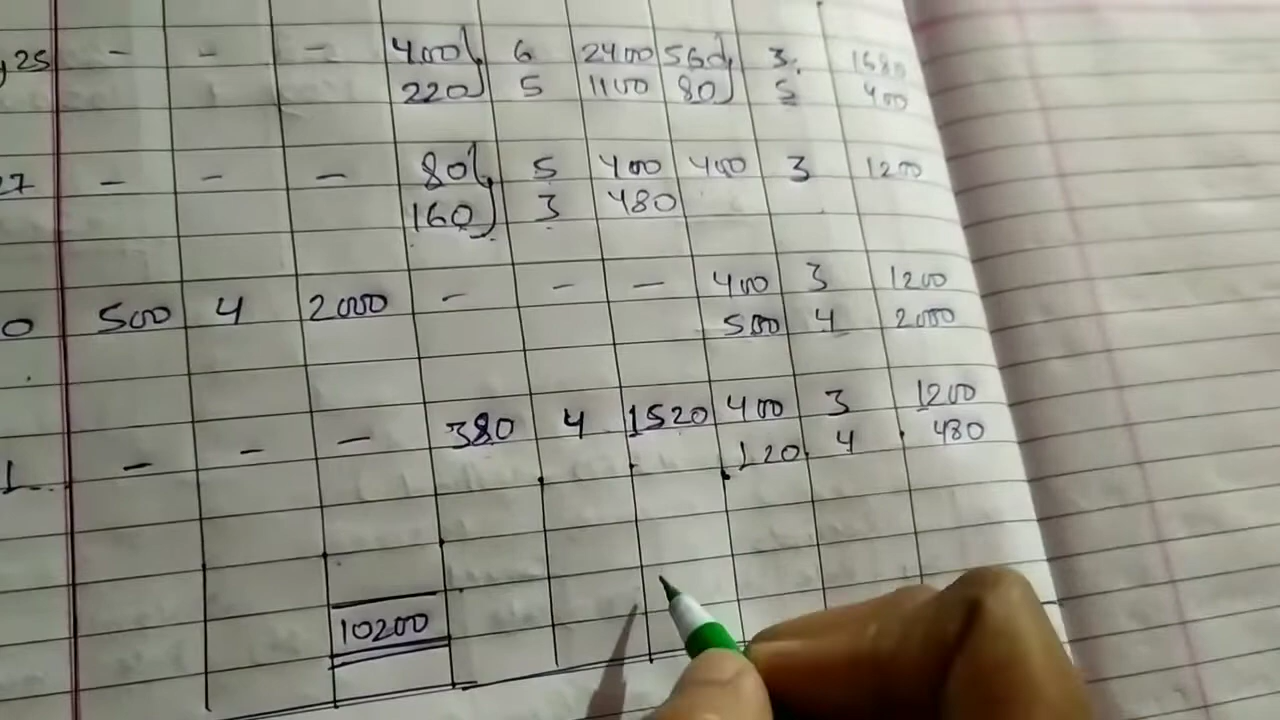 25 - - - 400 6 2400 560 3 1680
220 5 1100 80 5 400
27 - - - 80 5 400 400 3 1200
160 3 480
0 500 4 2000 - - - 400 3 1200
500 4 2000
1 - - - 380 4 1520 400 3 1200
120 4 480
10200